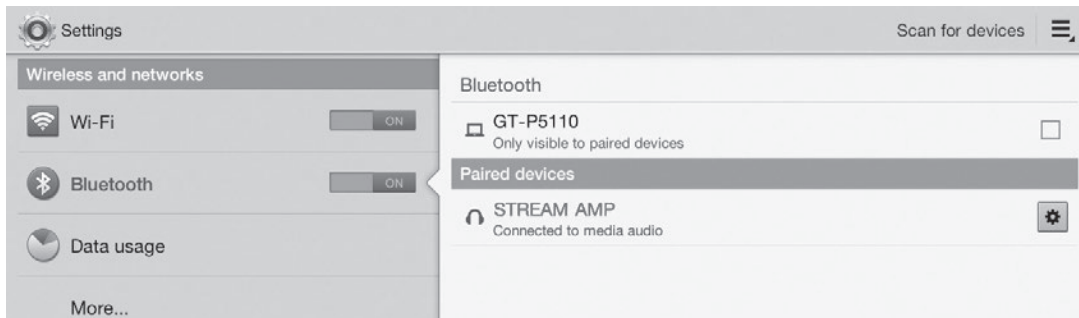 Settings
Scan for devices
Wireless and networks
Wi-Fi
ON
Bluetooth
ON
Data usage
More...
Bluetooth
GT-P5110
Only visible to paired devices
Paired devices
STREAM AMP
Connected to media audio